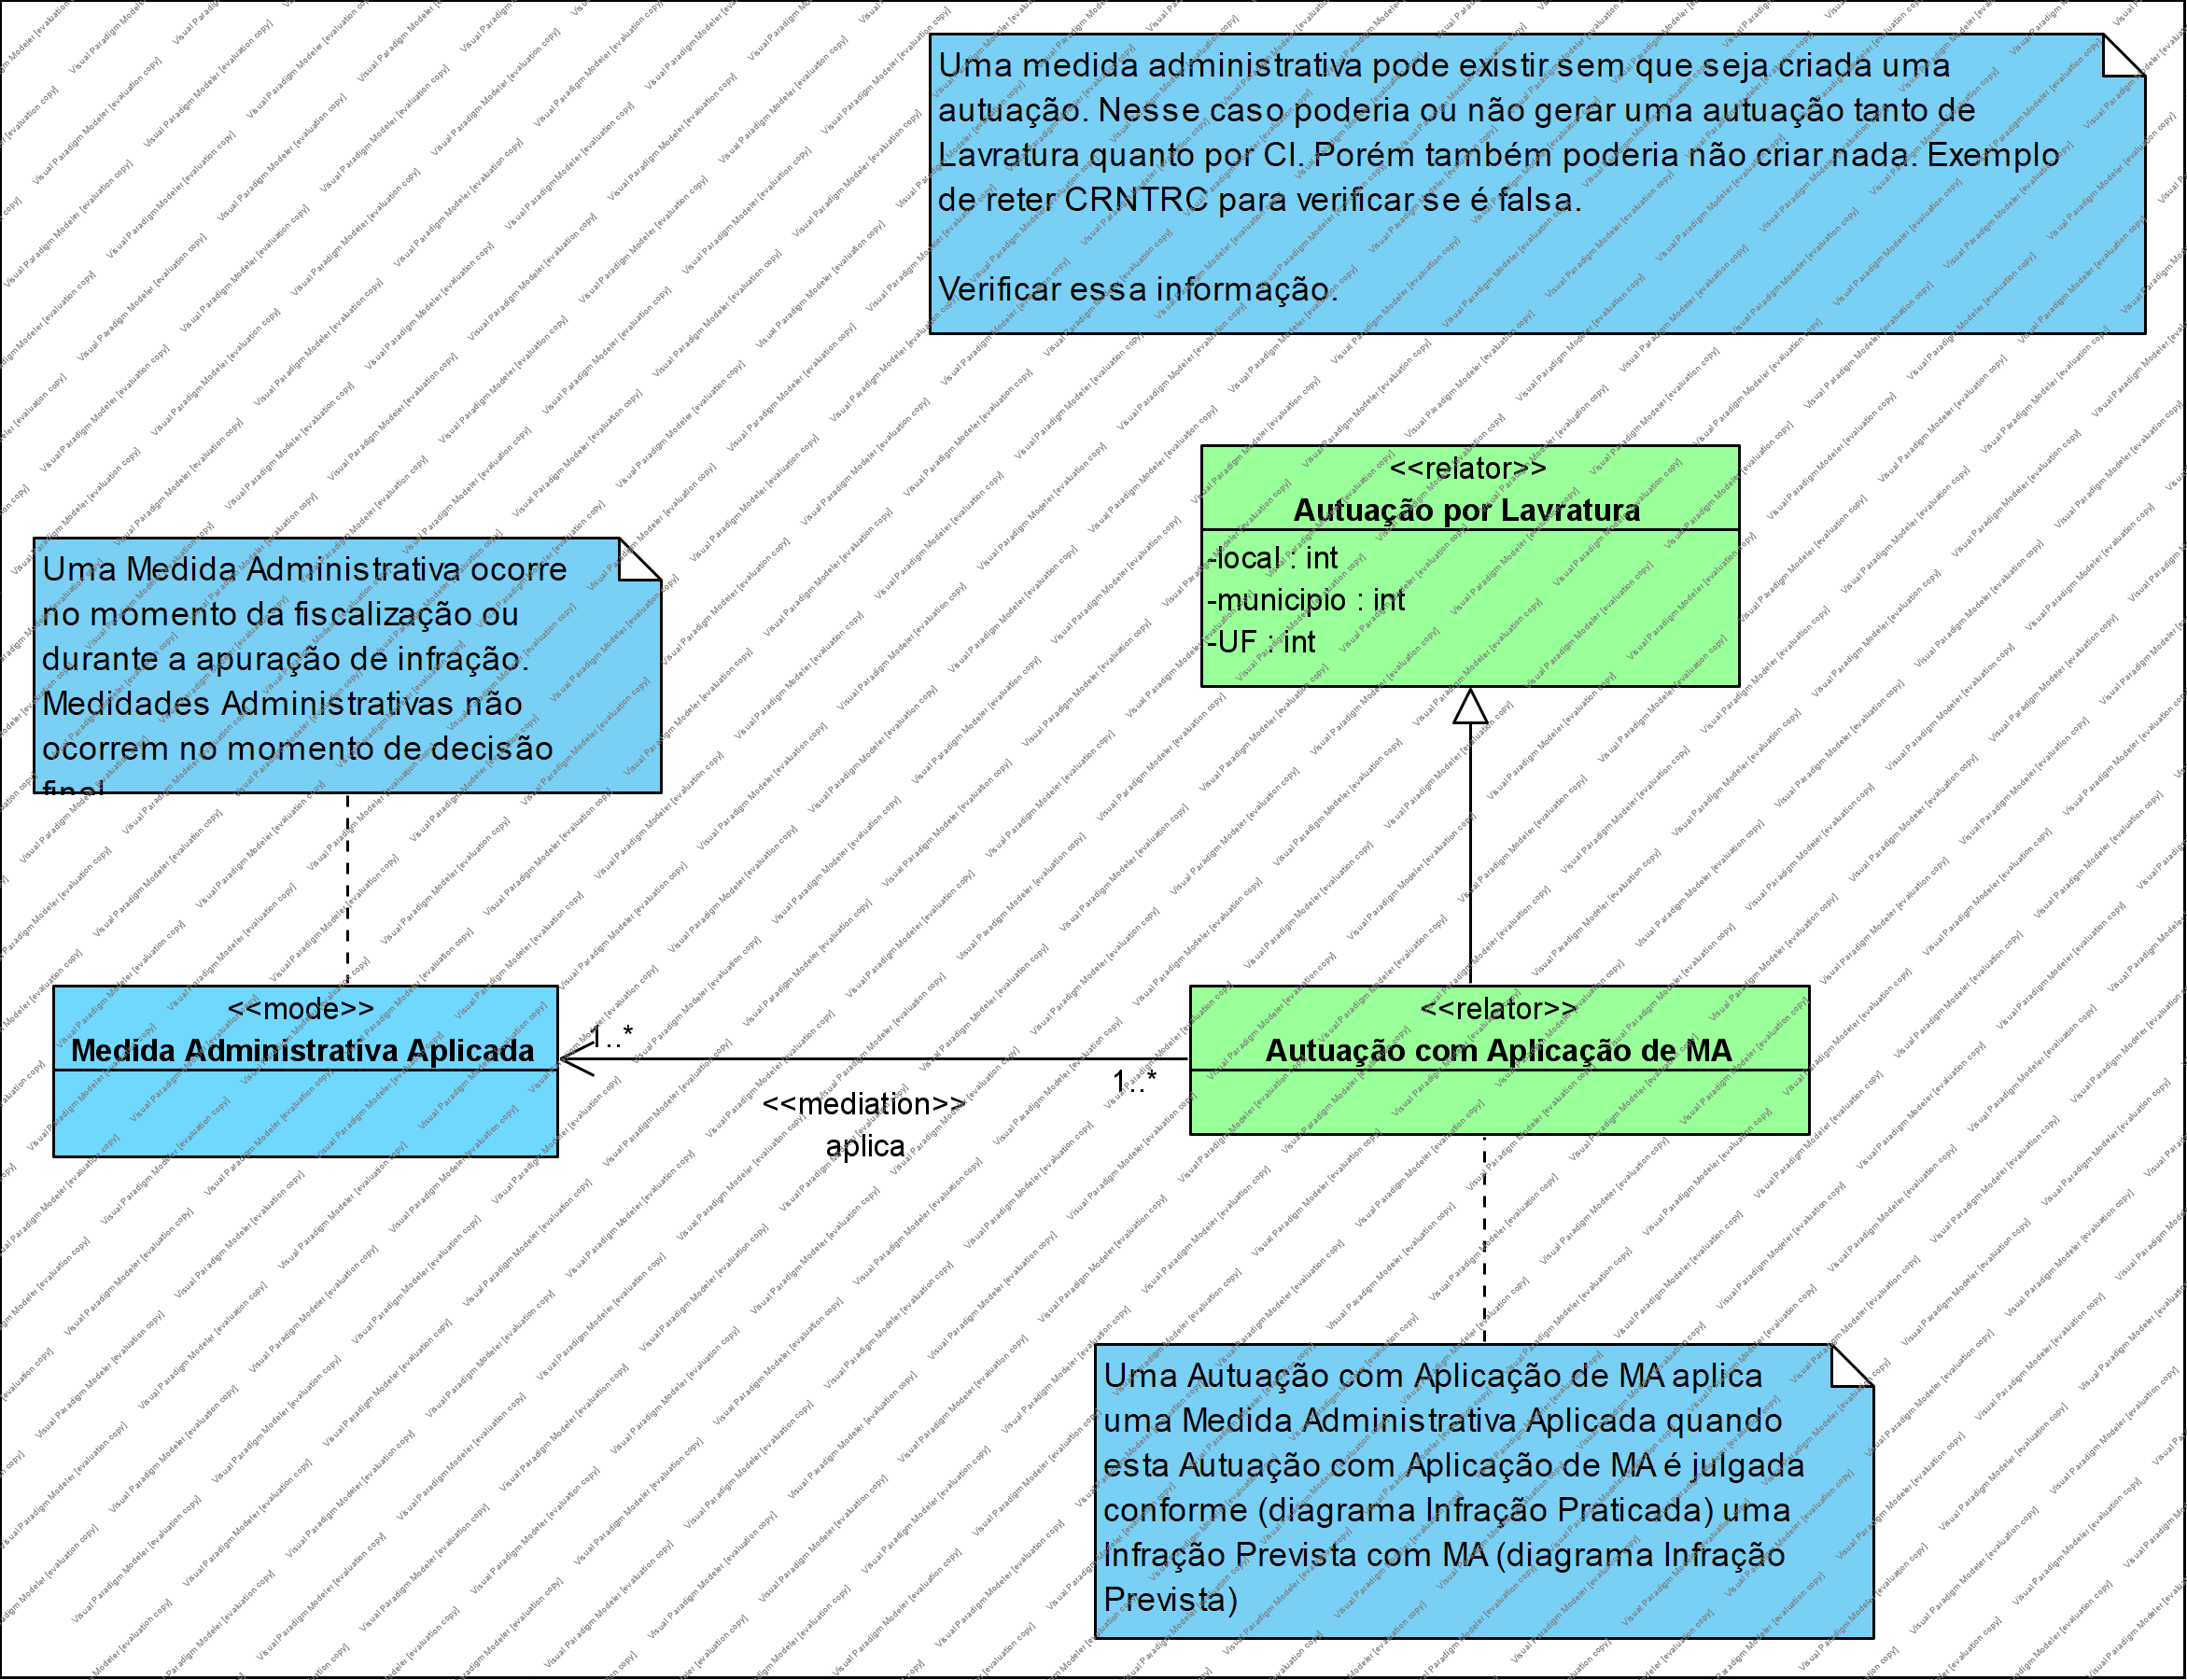 Uma medida administrativa pode existir sem que seja criada uma
autuação. Nesse caso poderia ou não gerar uma autuação tanto de
Lavratura quanto por CI. Porém também poderia não criar nada. Exemplo
de reter CRNTRC para verificar se é falsa.
Verificar essa informação.
<<relator>>
Autuação por Lavratura
-local : int
-municipio : int
-UF : int
Uma Medida Administrativa ocorre
no momento da fiscalização ou
durante a apuração de infração.
Medidades Administrativas não
ocorrem no momento de decisão
final
<<mode>>
Medida Administrativa Aplicada
1..*
<<mediation>>
aplica
1..*
<<relator>>
Autuação com Aplicação de MA
Uma Autuação com Aplicação de MA aplica
uma Medida Administrativa Aplicada quando
esta Autuação com Aplicação de MA é julgada
conforme (diagrama Infração Praticada) uma
Infração Prevista com MA (diagrama Infração
Prevista)
Visual Paradigm Modeler [evaluation copy]